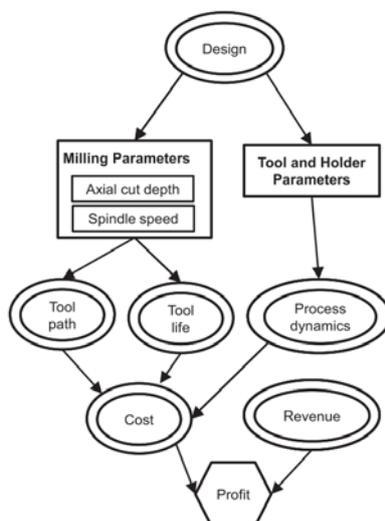 Design
Milling Parameters
Axial cut depth
Spindle speed
Tool and Holder
Parameters
Tool
path
Tool
life
Process
dynamics
Cost
Revenue
Profit